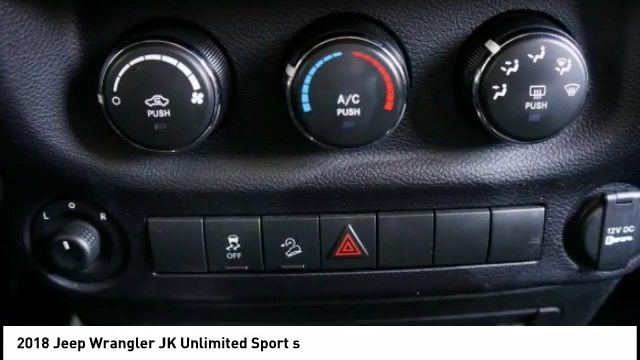 PUSH
A/C
PUSH
PUSH
L O R
OFF
12V DC
2018 Jeep Wrangler JK Unlimited Sport s